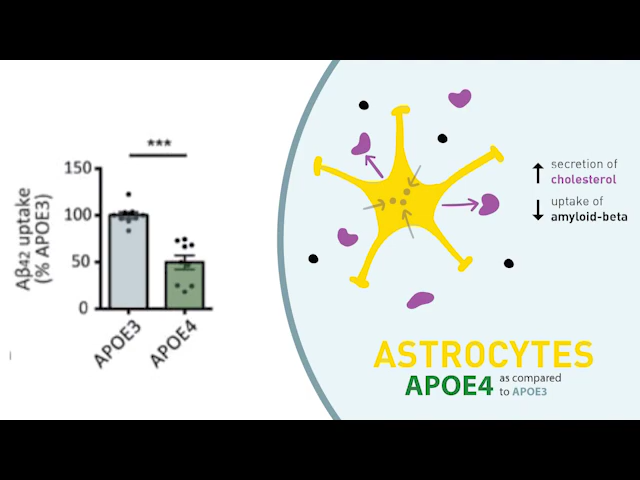 ***
150
100
50
0
Aβ42 uptake
(% APOE3)
APOE3
APOE4
secretion of
cholesterol
uptake of
amyloid-beta
ASTROCYTES
APOE4 as compared
to APOE3